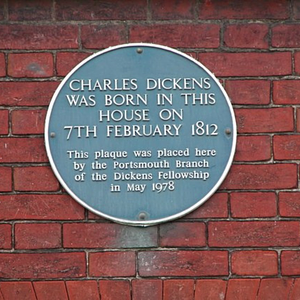 CHARLES DICKENS
WAS BORN IN THIS
HOUSE ON
7TH FEBRUARY 1812
This plaque was placed here
by the Portsmouth Branch
of the Dickens Fellowship
in May 1978